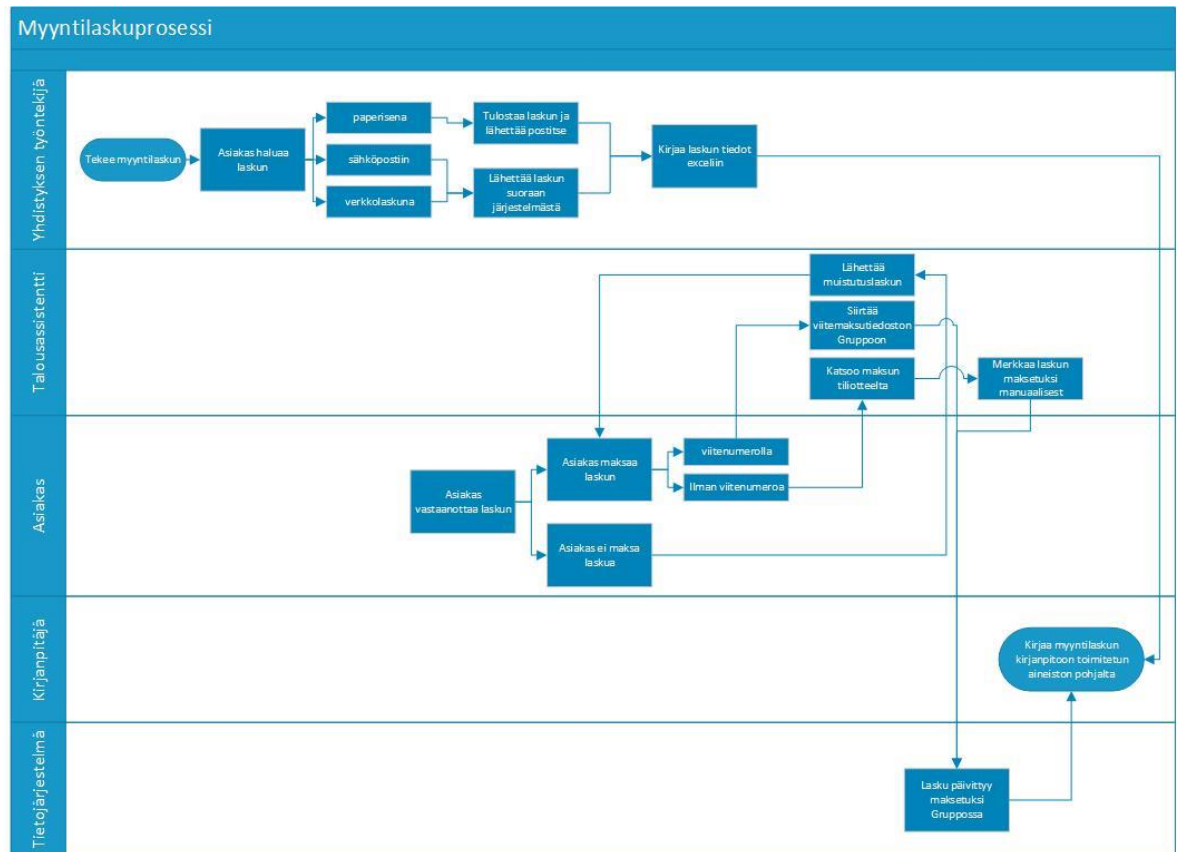 Myyntilaskuprosessi
Yhdistyksen työntekijä
Tekee myyntilaskun
Asiakas haluaa
laskun
paperisena
sähköpostiin
verkkolaskuna
Tulostaa laskun ja
lähettää postitse
Lähettää laskun
suoraan
järjestelmästä
Kirjaa laskun tiedot
exceliin
Talousassistentti
Lähettää
muistutuslaskun
Siirtää
viitemaksutiedoston
Gruppoon
Katsoo maksun
tiliotteelta
Merkkaa laskun
maksetuksi
manuaalisest
Asiakas
Asiakas
vastaanottaa laskun
Asiakas maksaa
laskun
viitenumerolla
Ilman viitenumeroa
Asiakas ei maksa
laskua
Kirjanpitäjä
Kirjaa myyntilaskun
kirjanpitoon toimitetun
aineiston pohjalta
Tietojärjestelmä
Lasku päivittyy
maksetuksi
Gruppossa